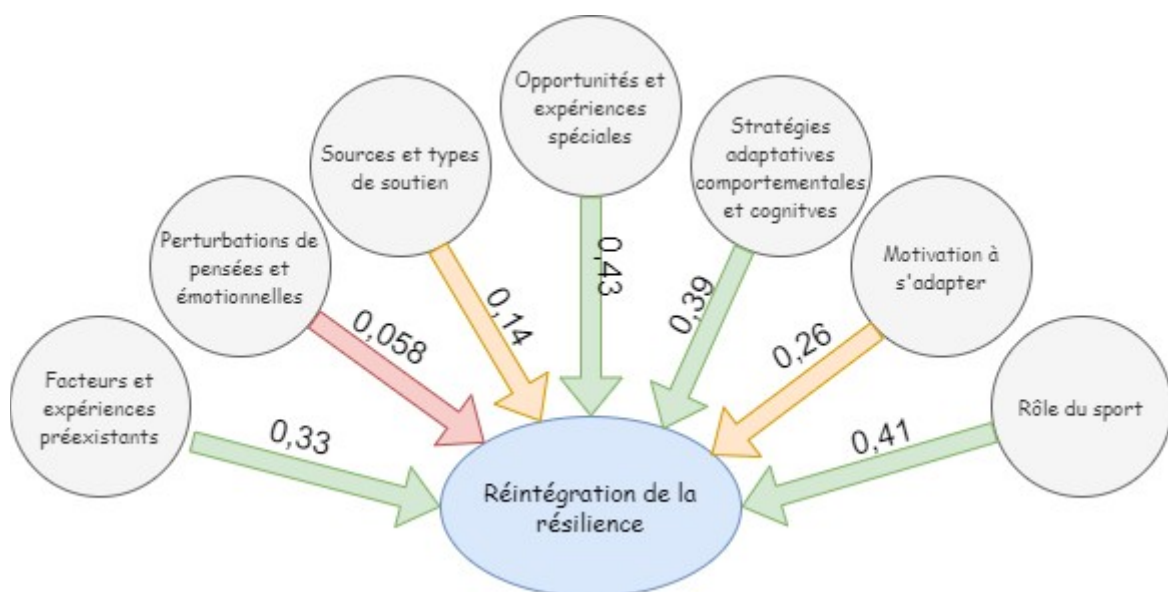 Facteurs et
expériences
préexistants
0,33
Perturbations de
pensées et
émotionnelles
0,058
Sources et types
de soutien
0,14
Opportunités et
expériences
spéciales
0,43
Stratégies
adaptatives
comportementales
et cognitves
0,39
Motivation à
s'adapter
0,26
Rôle du sport
0,41
Réintégration de la
résilience